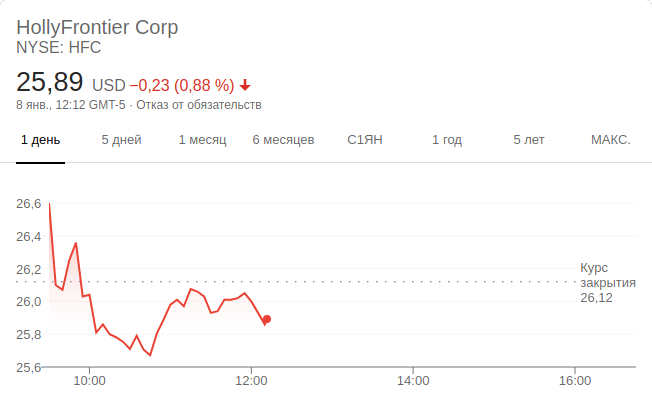 HollyFrontier Corp
NYSE: HFC
25,89 USD −0,23 (0,88 %)
8 янв., 12:12 GMT-5 · Отказ от обязательств
1 день 5 дней 1 месяц 6 месяцев С1ЯН 1 год 5 лет МАКС.
26,6
26,4
26,2
26,0
25,8
25,6
Курс
закрытия
26,12
10:00 12:00 14:00 16:00